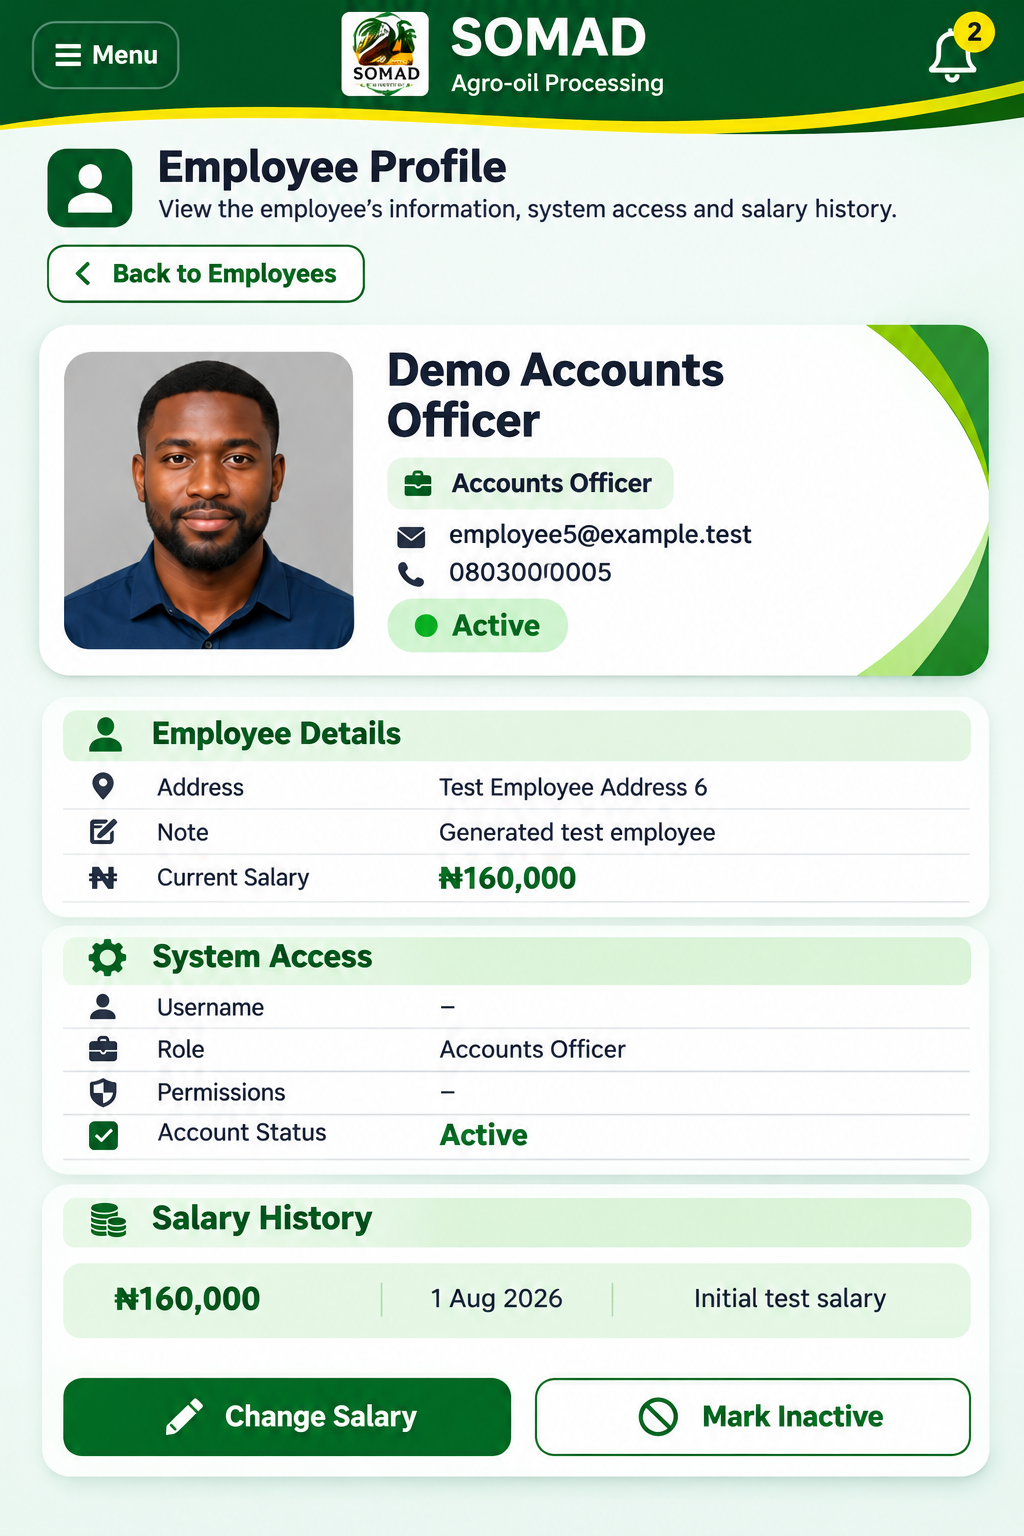 Menu
SOMAD
SOMAD
Agro-oil Processing
2
Employee Profile
View the employee’s information, system access and salary history.
Back to Employees
Demo Accounts
Officer
Accounts Officer
employee5@example.test
Active
Employee Details
Address Test Employee Address 6
Note Generated test employee
Current Salary ₦160,000
System Access
Username –
Role Accounts Officer
Permissions –
Account Status Active
Salary History
₦160,000 1 Aug 2026 Initial test salary
Change Salary Mark Inactive